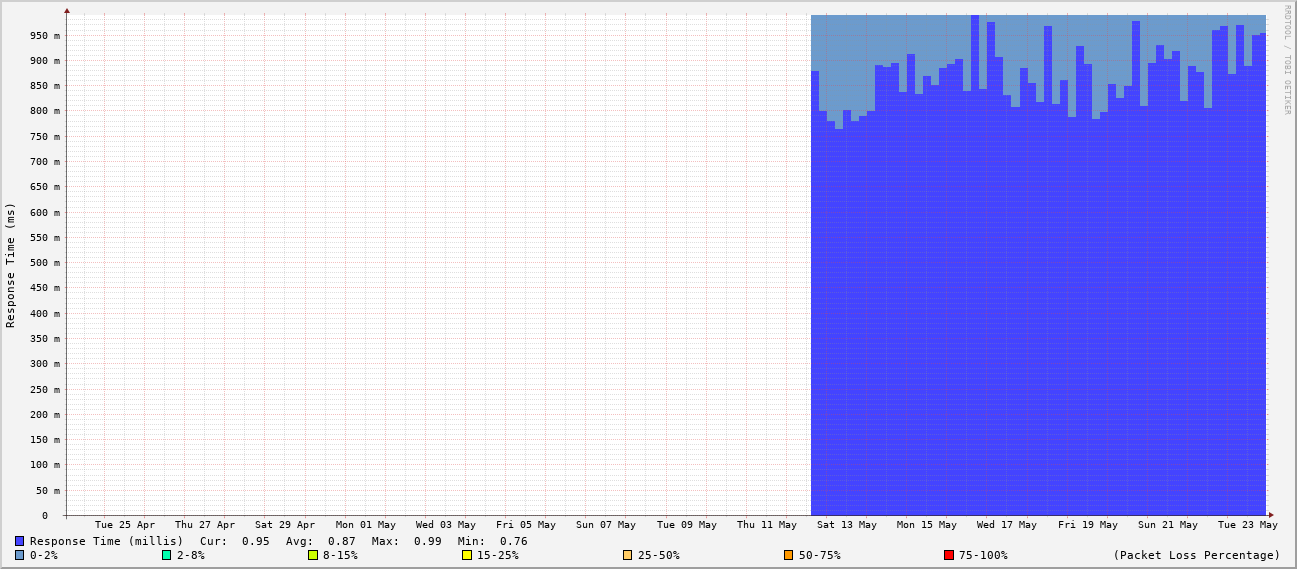 RRDTOOL / TOBI OETIKER
Response Time (ms)
950 m
900 m
850 m
800 m
750 m
700 m
650 m
600 m
550 m
500 m
450 m
400 m
350 m
300 m
250 m
200 m
150 m
100 m
50 m
0
Tue 25 Apr Thu 27 Apr Sat 29 Apr Mon 01 May Wed 03 May Fri 05 May Sun 07 May Tue 09 May Thu 11 May Sat 13 May Mon 15 May Wed 17 May Fri 19 May Sun 21 May Tue 23 May
Response Time (millis) Cur: 0.95 Avg: 0.87 Max: 0.99 Min: 0.76
0-2% 2-8% 8-15% 15-25% 25-50% 50-75% 75-100% (Packet Loss Percentage)